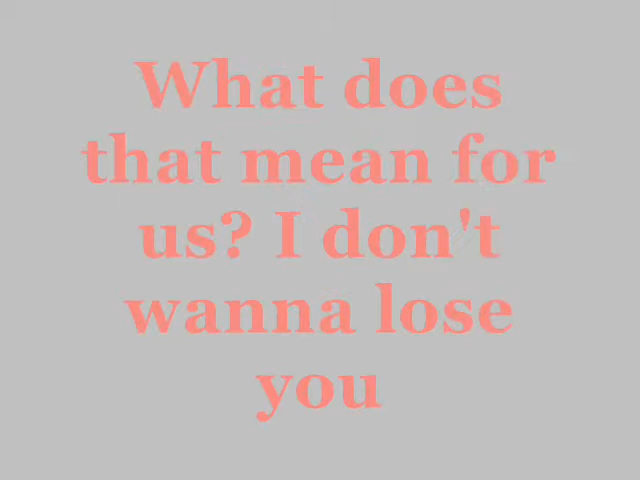 What does
that mean for
us? I don't
wanna lose
you